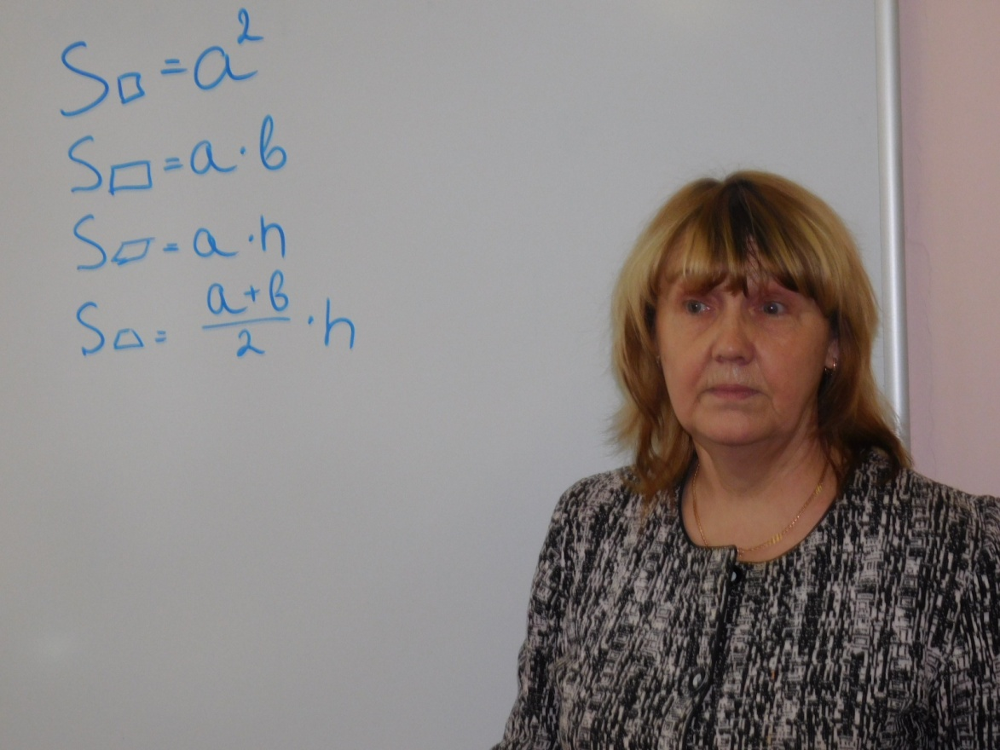 S□ = a²
S▭ = a · b
S▱ = a · h
S⏢ = (a + b)/2 · h